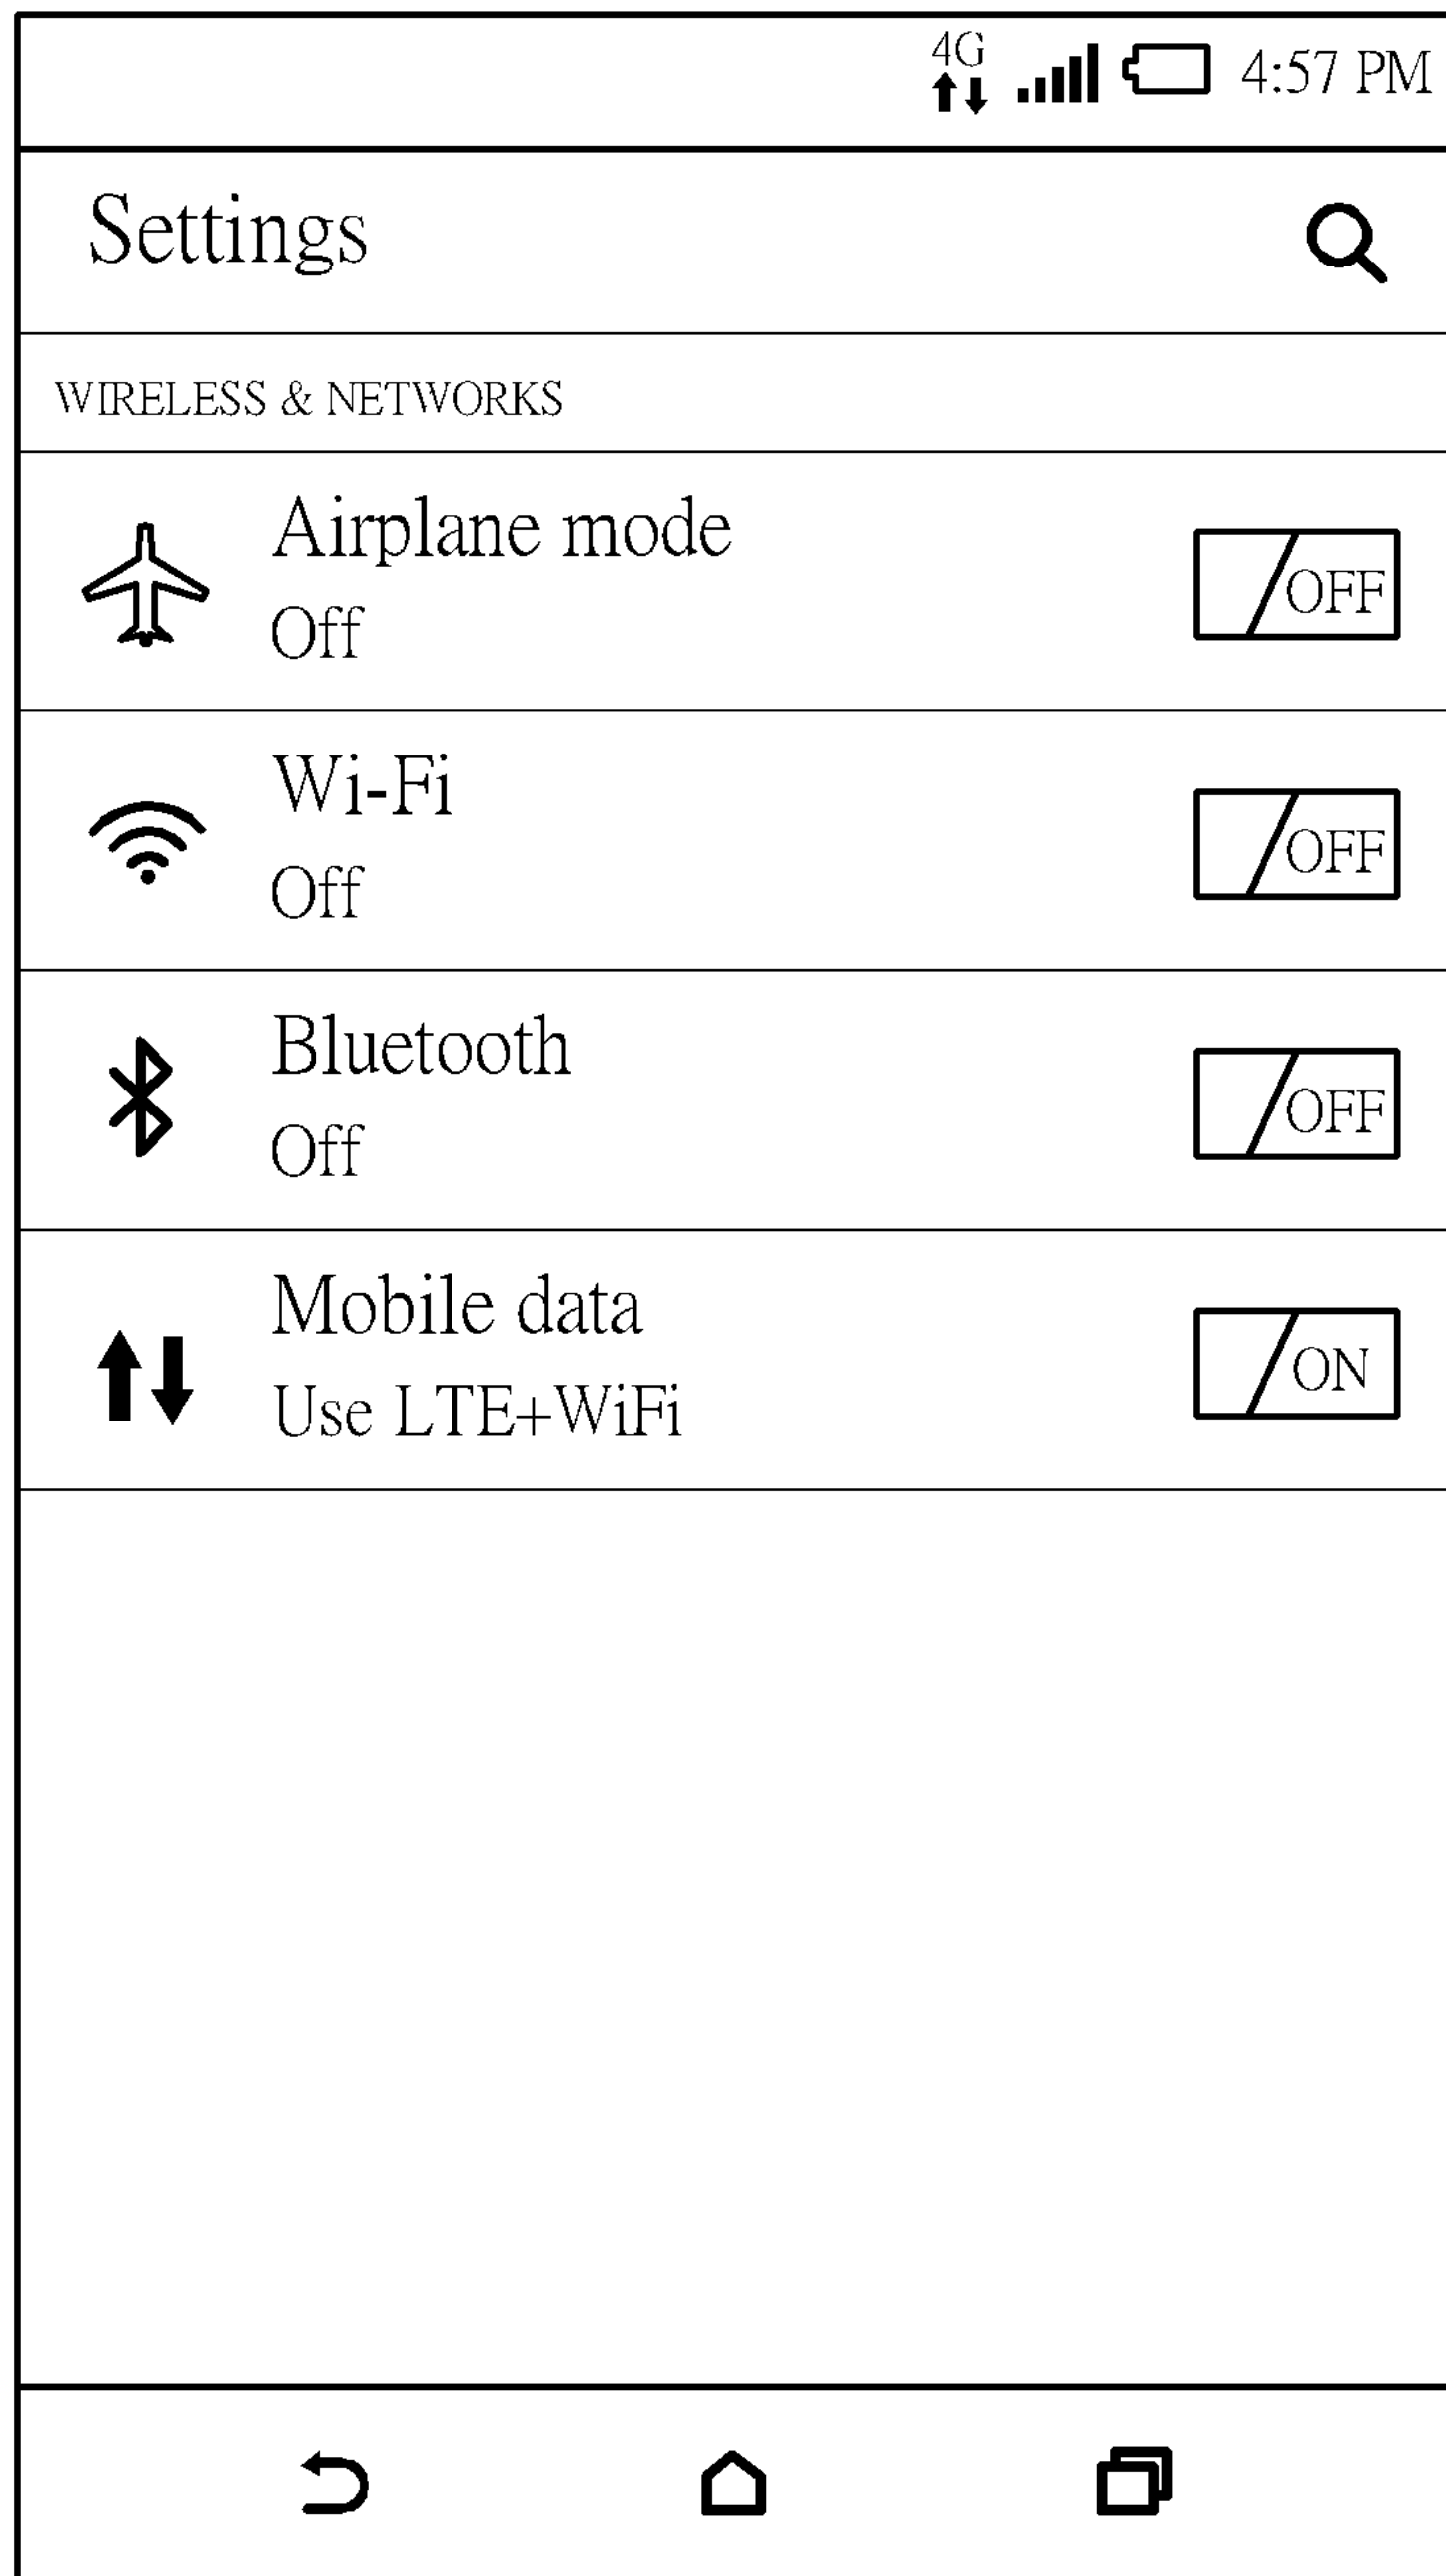 4G 4:57 PM
Settings
WIRELESS & NETWORKS
Airplane mode
Off
OFF
Wi-Fi
Off
OFF
Bluetooth
Off
OFF
Mobile data
Use LTE+WiFi
ON